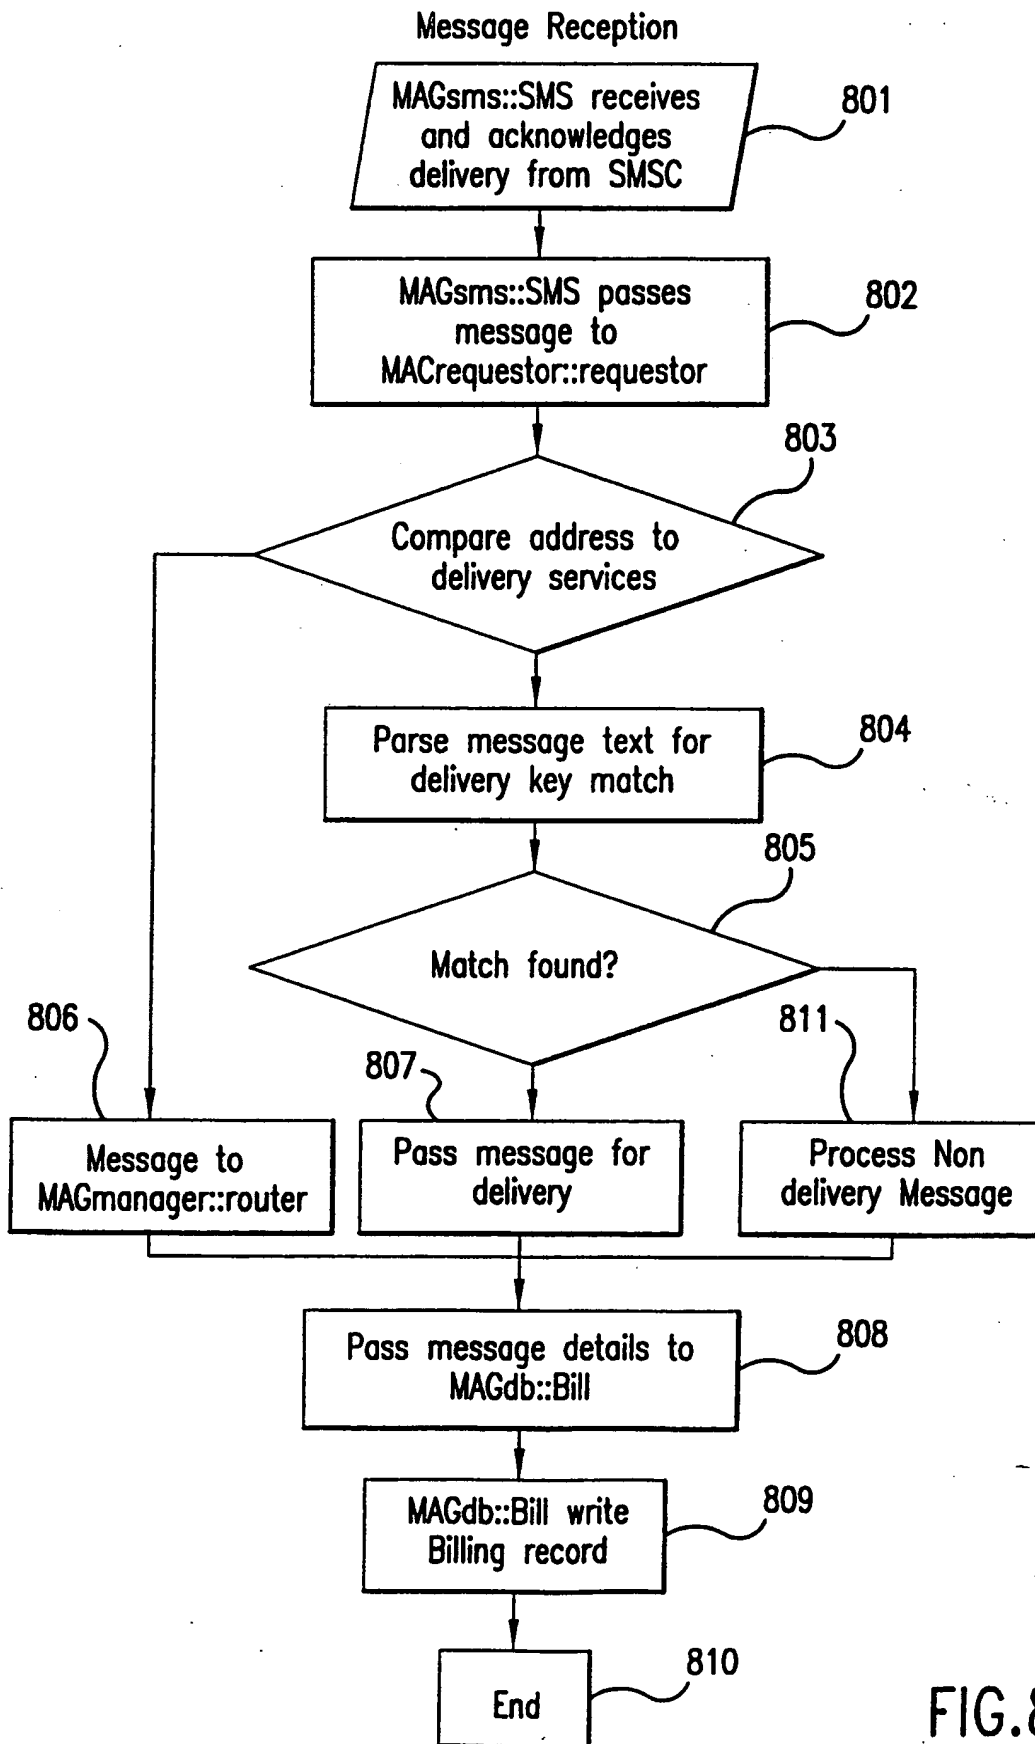 Message Reception
MAGsms::SMS receives
and acknowledges
delivery from SMSC
801
MAGsms::SMS passes
message to
MACrequestor::requestor
802
803
Compare address to
delivery services
Parse message text for
delivery key match
804
805
Match found?
806
807
811
Message to
MAGmanager::router
Pass message for
delivery
Process Non
delivery Message
Pass message details to
MAGdb::Bill
808
MAGdb::Bill write
Billing record
809
End
810
FIG.8